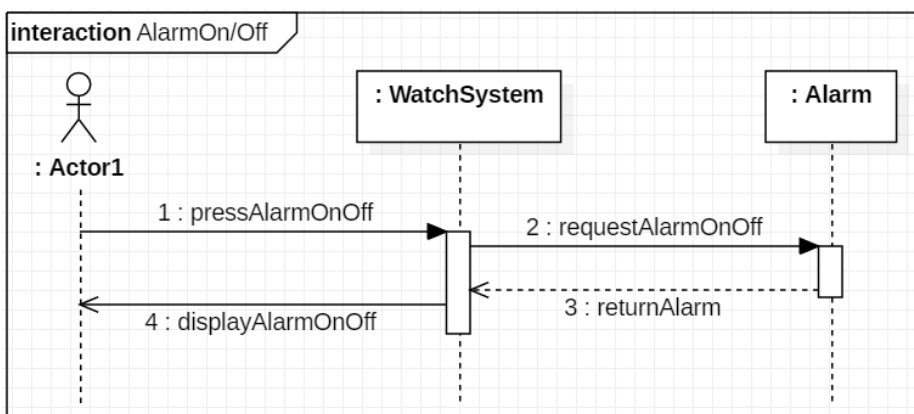 interaction AlarmOn/Off
: WatchSystem
: Alarm
: Actor1
1 : pressAlarmOnOff
2 : requestAlarmOnOff
3 : returnAlarm
4 : displayAlarmOnOff